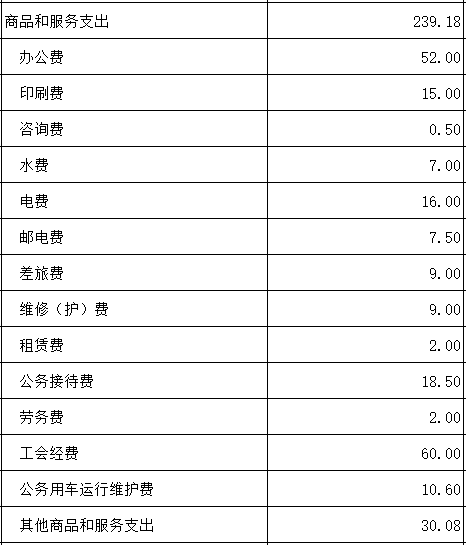 商品和服务支出 239.18
办公费 52.00
印刷费 15.00
咨询费 0.50
水费 7.00
电费 16.00
邮电费 7.50
差旅费 9.00
维修（护）费 9.00
租赁费 2.00
公务接待费 18.50
劳务费 2.00
工会经费 60.00
公务用车运行维护费 10.60
其他商品和服务支出 30.08